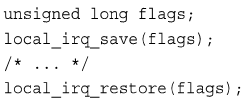 unsigned long flags;
local_irq_save(flags);
/* ... */
local_irq_restore(flags);